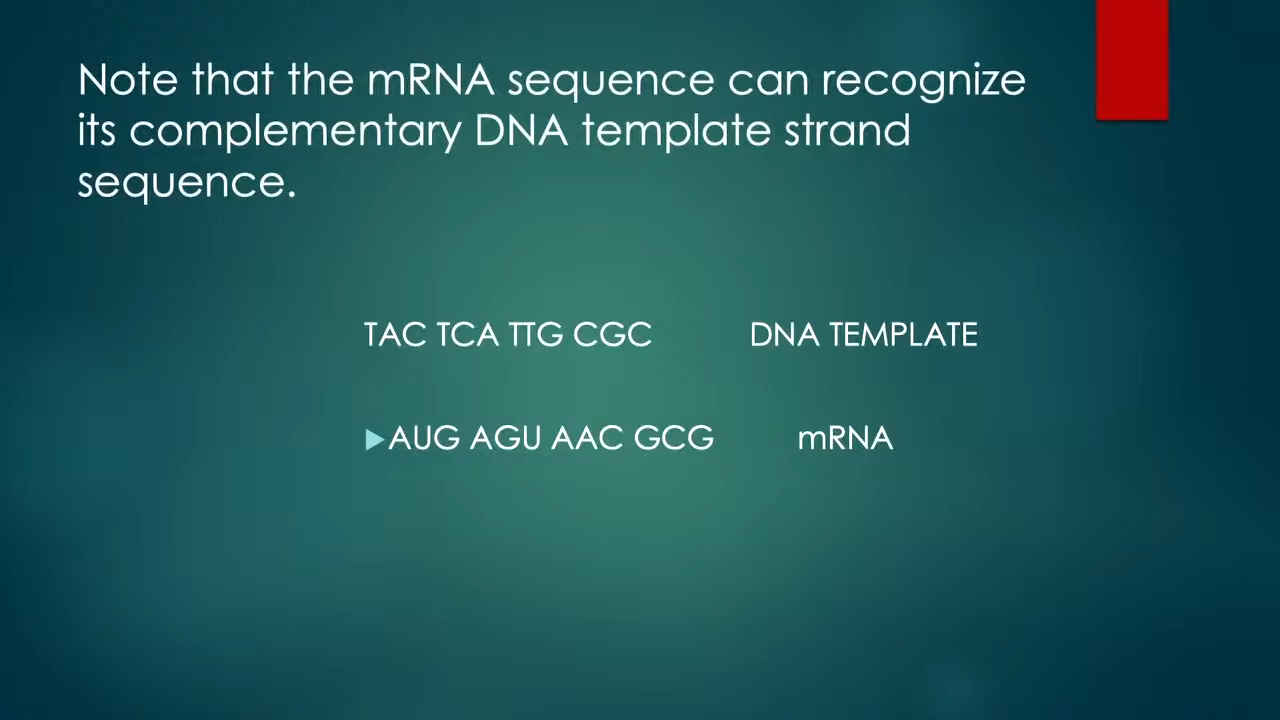 Note that the mRNA sequence can recognize
its complementary DNA template strand
sequence.
TAC TCA TTG CGC DNA TEMPLATE
AUG AGU AAC GCG mRNA